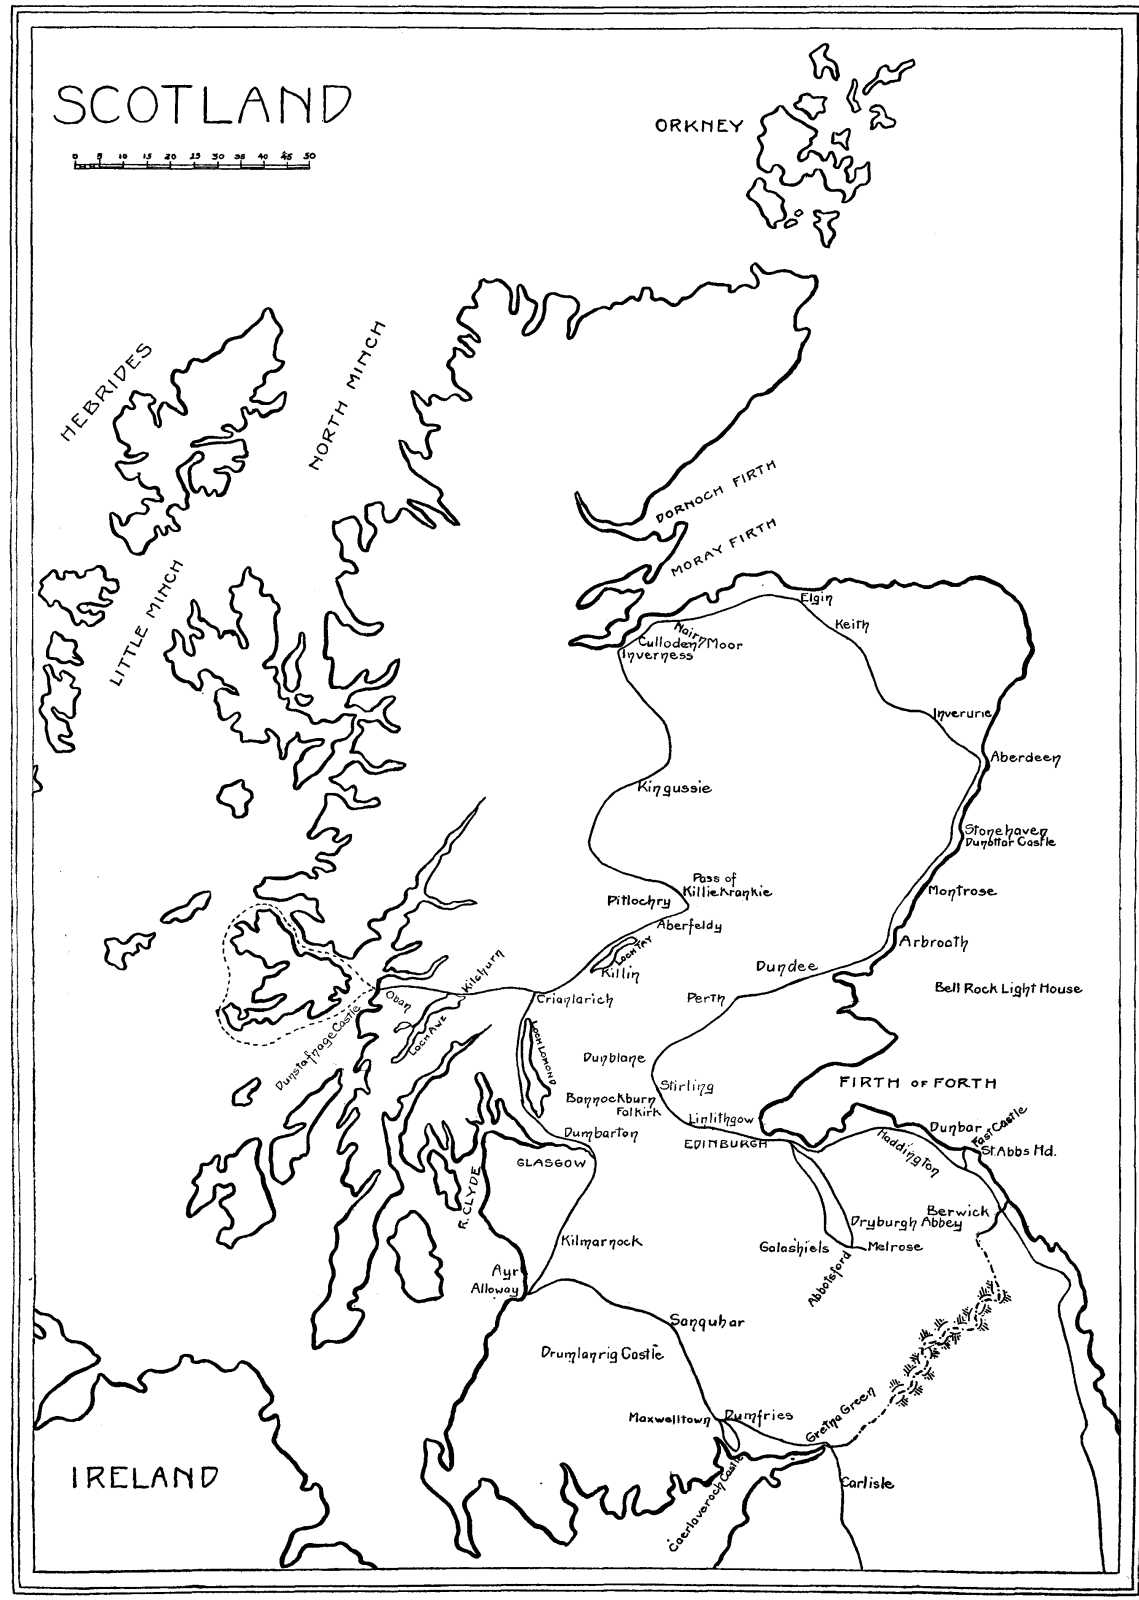 SCOTLAND
0 5 10 15 20 25 30 35 40 45 50
ORKNEY
HEBRIDES
NORTH MINCH
LITTLE MINCH
DORNOCH FIRTH
MORAY FIRTH
Elgin
Keith
Nairn
Culloden Moor
Inverness
Inverurie
Aberdeen
Kingussie
Stonehaven
Dunottar Castle
Pass of
KillieKrankie
Pitlochry
Montrose
Aberfeldy
Arbroath
LOCH TAY
Killin
Dundee
Kilchurn
Oban
Crianlarich
Perth
Bell Rock Light House
LOCH AWE
Dunstafnage Castle
LOCH LOMOND
Dunblane
Stirling
FIRTH OF FORTH
Bannockburn
Falkirk
Linlithgow
Dunbar
Fast Castle
Dumbarton
EDINBURGH
Haddington
St. Abbs Hd.
GLASGOW
R. CLYDE
Berwick
Dryburgh Abbey
Kilmarnock
Galashiels
Melrose
Abbotsford
Ayr
Alloway
Sanquhar
Drumlanrig Castle
Maxwelltown
Dumfries
Gretna Green
IRELAND
Caerlaverock Castle
Carlisle